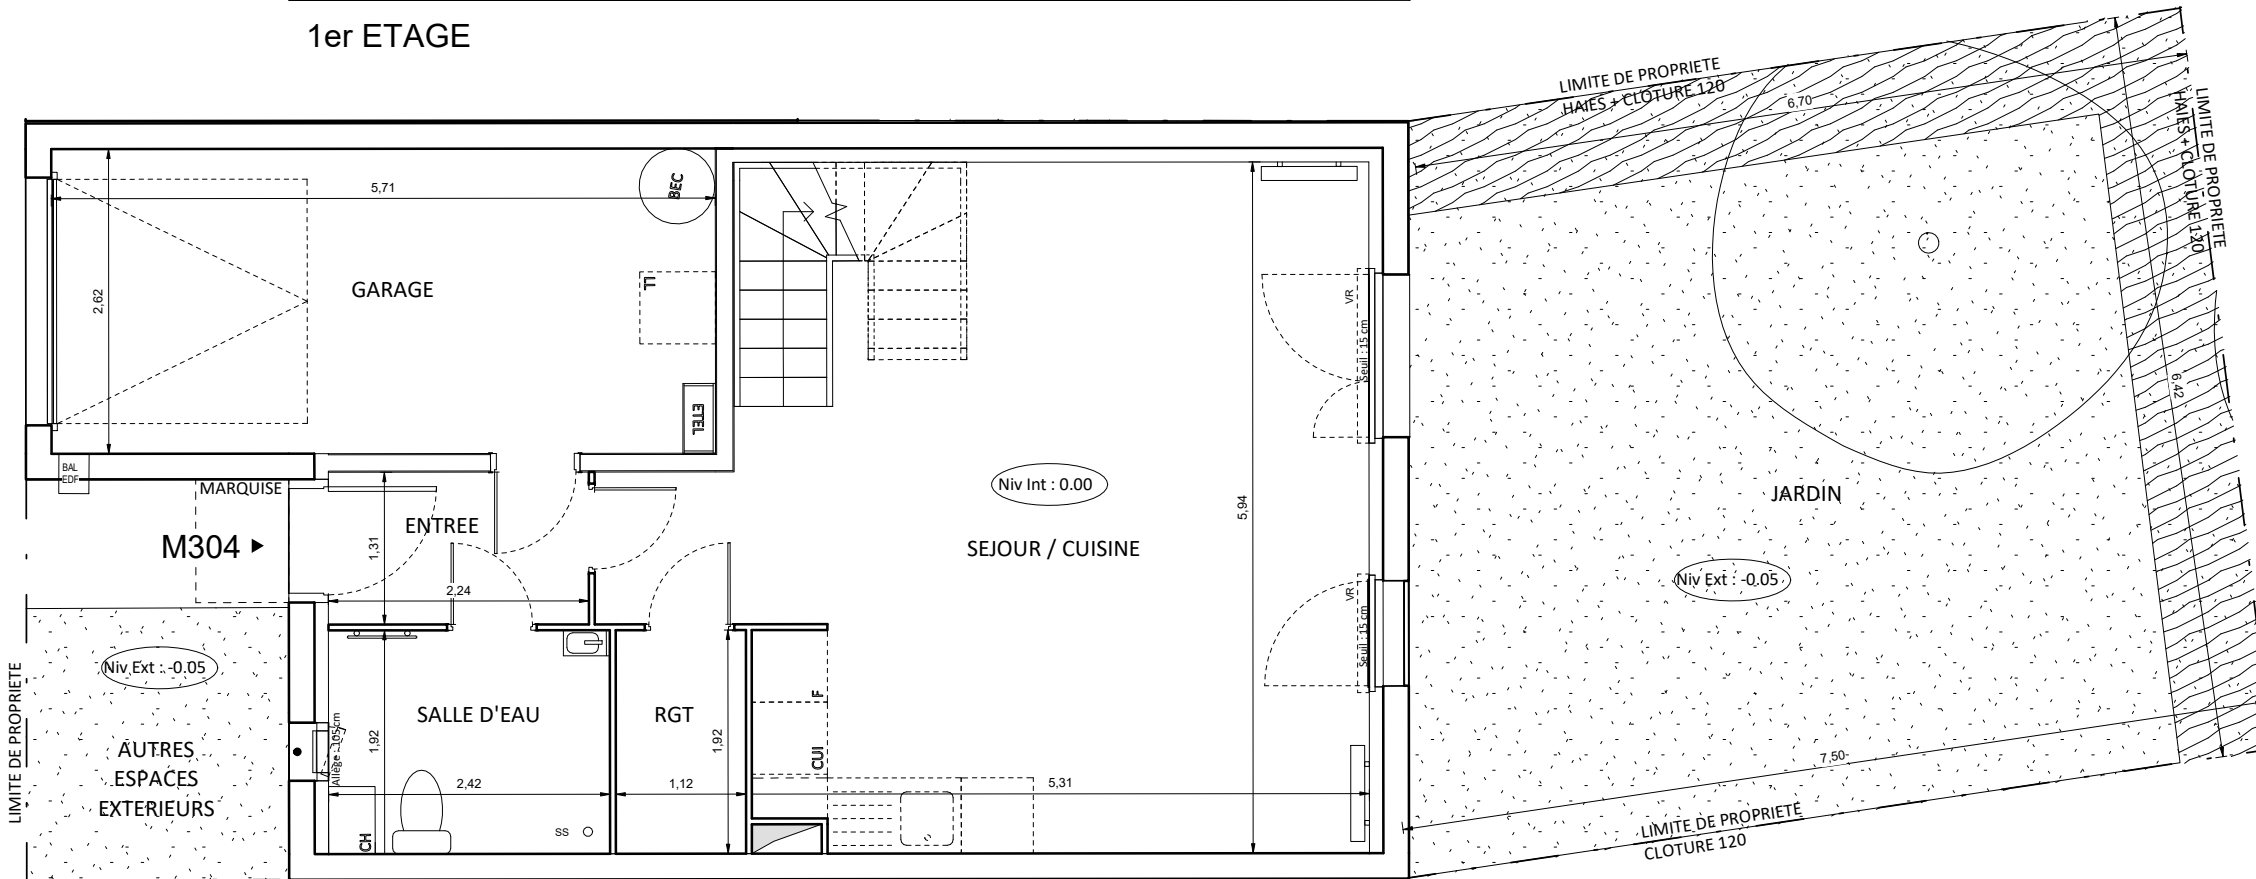 1er ETAGE
LIMITE DE PROPRIETE
HAIES + CLOTURE 120
6,70
LIMITE DE PROPRIETE
HAIES + CLOTURE 120
5,71
BEC
2,62
GARAGE
LL
VR
Seuil : 15 cm
6,42
ETEL
BAL
EDF
MARQUISE
Niv Int : 0.00
JARDIN
ENTREE
5,94
M304
1,31
SEJOUR / CUISINE
Niv Ext : -0.05
2,24
VR
Seuil : 15 cm
Niv Ext : -0.05
LIMITE DE PROPRIETE
F
SALLE D'EAU
RGT
1,92
1,92
CUI
AUTRES
ESPACES
EXTERIEURS
Allège : 105 cm
2,42
1,12
5,31
7,50
CH
SS
LIMITE DE PROPRIETE
CLOTURE 120